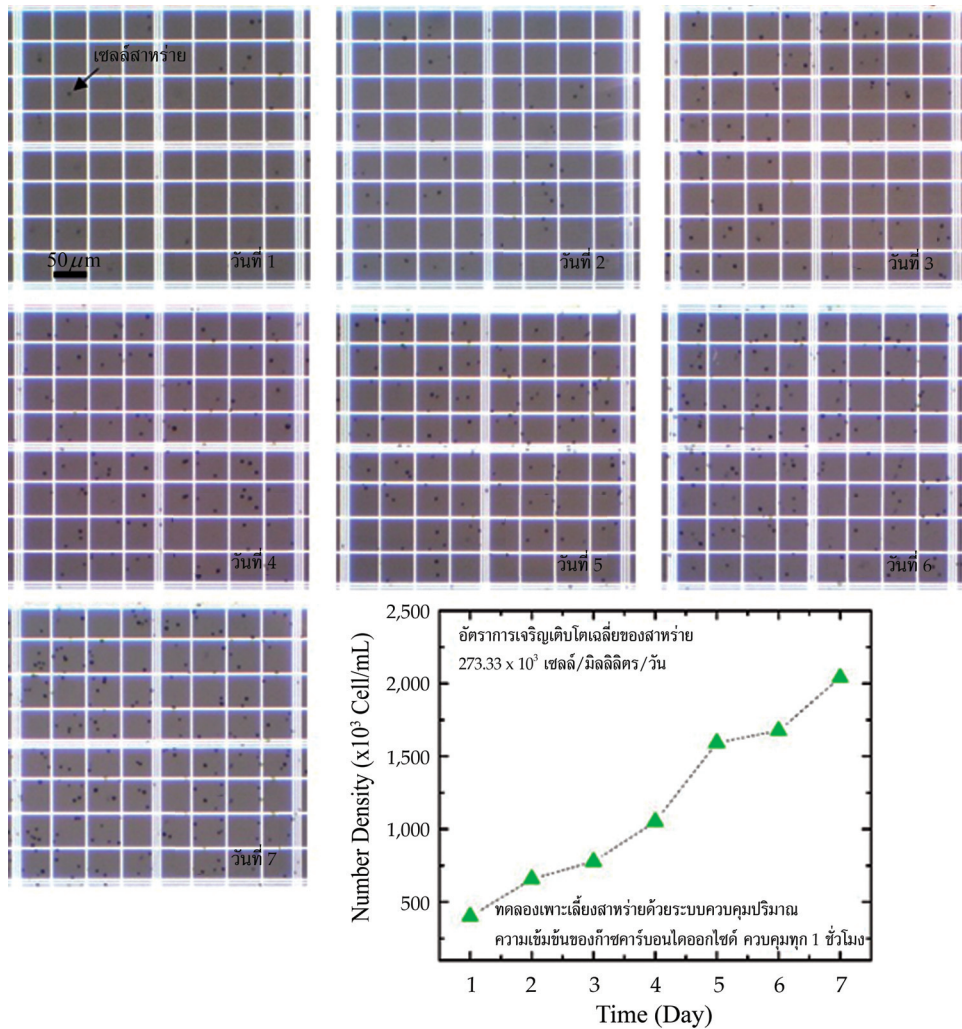 เซลล์สาหร่าย
50 μm
วันที่ 1
วันที่ 2
วันที่ 3
วันที่ 4
วันที่ 5
วันที่ 6
วันที่ 7
อัตราการเจริญเติบโตเฉลี่ยของสาหร่าย
273.33 x 10³ เซลล์/มิลลิลิตร/วัน
2,500
2,000
1,500
1,000
500
Number Density (x10³ Cell/mL)
ทดลองเพาะเลี้ยงสาหร่ายด้วยระบบควบคุมปริมาณ
ความเข้มข้นของก๊าซคาร์บอนไดออกไซด์ ควบคุมทุก 1 ชั่วโมง
1 2 3 4 5 6 7
Time (Day)